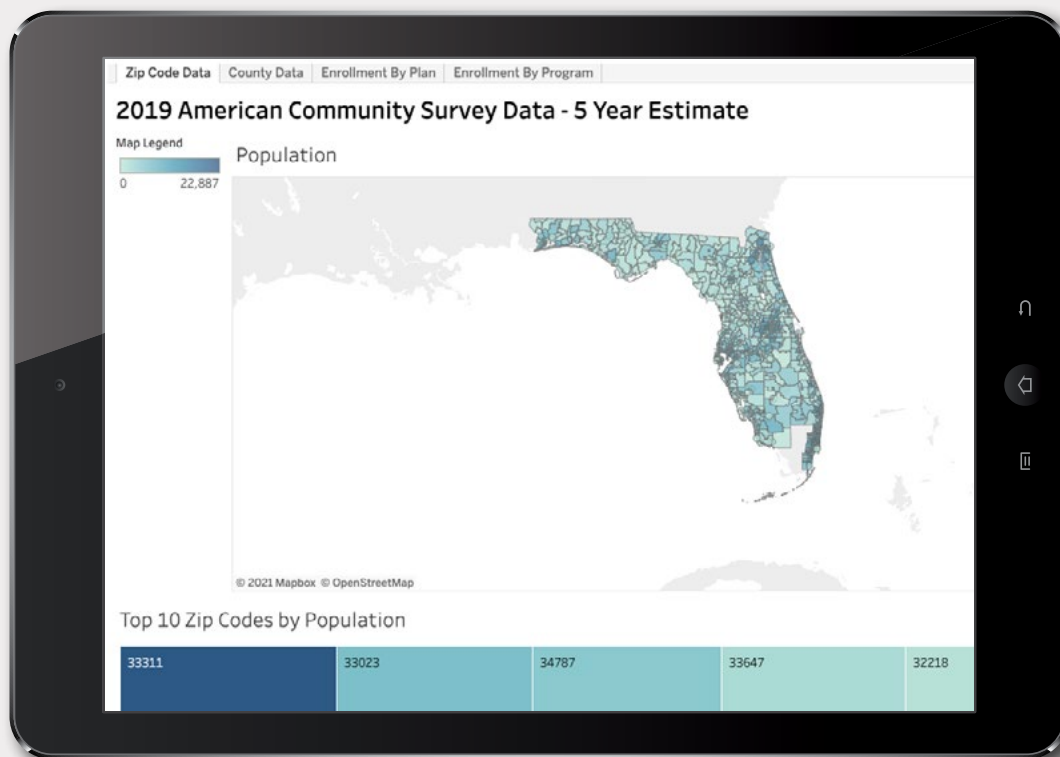 Zip Code Data County Data Enrollment By Plan Enrollment By Program
2019 American Community Survey Data - 5 Year Estimate
Map Legend
0 22,887
Population
© 2021 Mapbox © OpenStreetMap
Top 10 Zip Codes by Population
33311 33023 34787 33647 32218